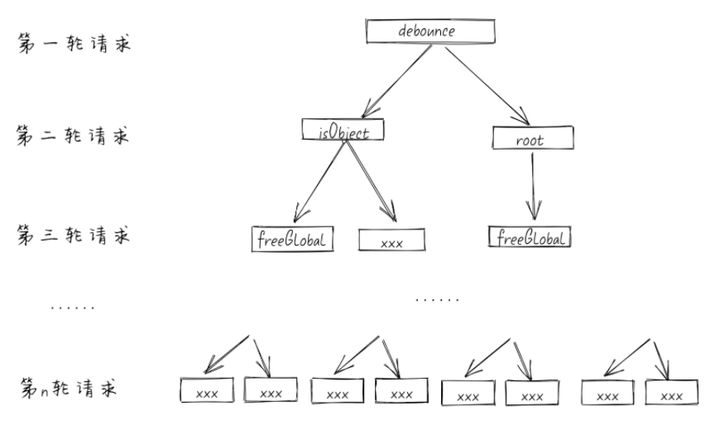 第一轮请求
debounce
第二轮请求
isObject
root
第三轮请求
freeGlobal
xxx
freeGlobal
......
......
第n轮请求
xxx
xxx
xxx
xxx
xxx
xxx
xxx
xxx